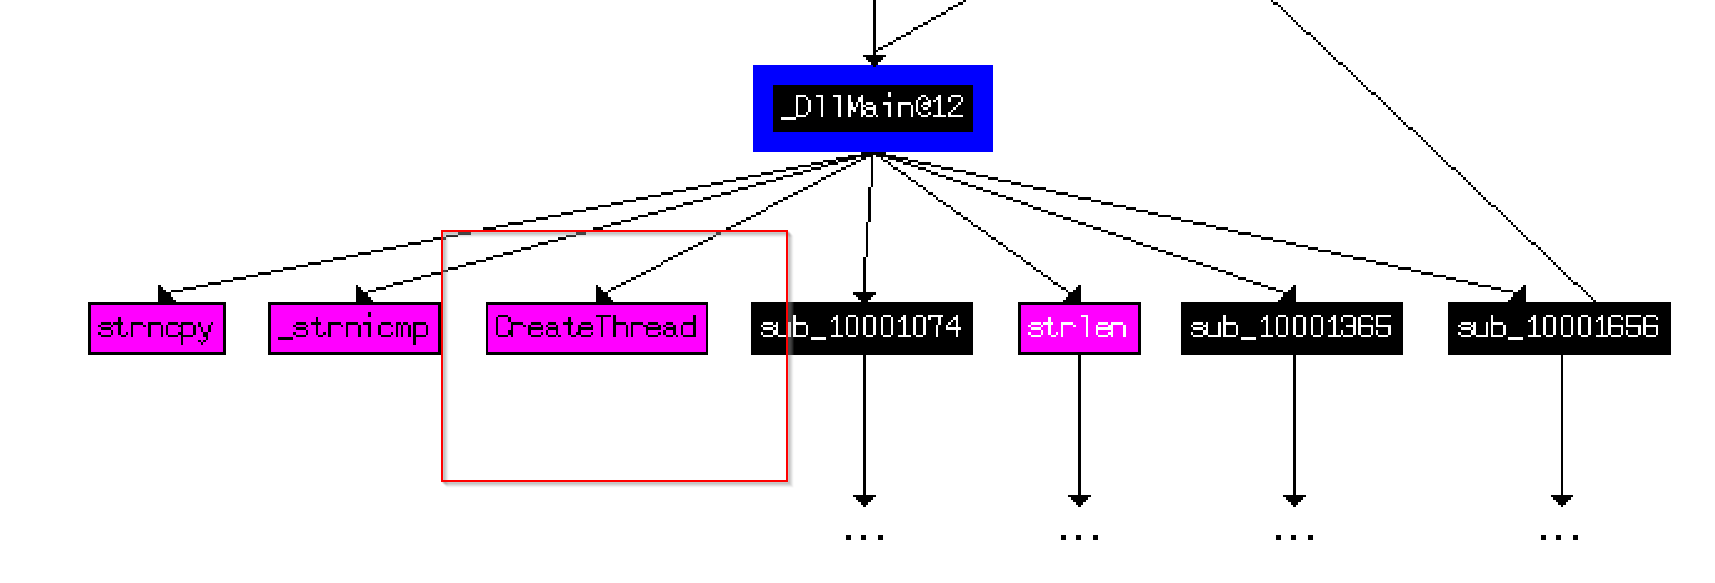 _DllMain@12
strncpy
_strnicmp
CreateThread
sub_10001074
strlen
sub_10001365
sub_10001656
...
...
...
...